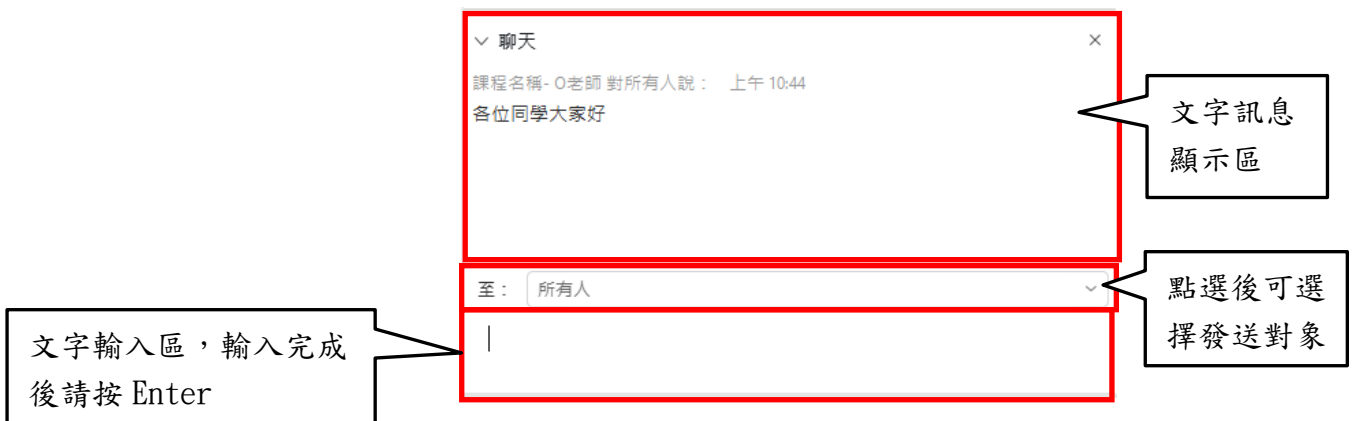 聊天
課程名稱- O老師 對所有人說： 上午 10:44
各位同學大家好
文字訊息
顯示區
至： 所有人
點選後可選
擇發送對象
文字輸入區，輸入完成
後請按 Enter